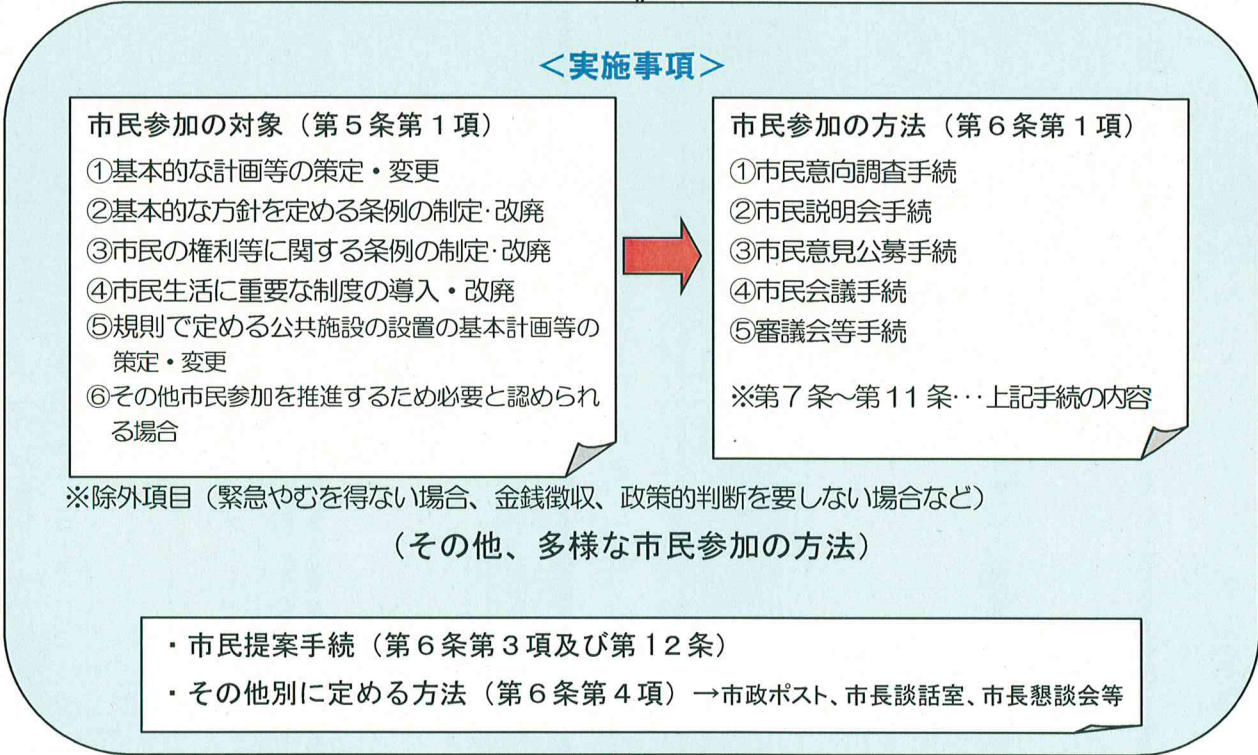 ＜実施事項＞
市民参加の対象（第５条第１項）
①基本的な計画等の策定・変更
②基本的な方針を定める条例の制定・改廃
③市民の権利等に関する条例の制定・改廃
④市民生活に重要な制度の導入・改廃
⑤規則で定める公共施設の設置の基本計画等の
策定・変更
⑥その他市民参加を推進するため必要と認められ
る場合
市民参加の方法（第６条第１項）
①市民意向調査手続
②市民説明会手続
③市民意見公募手続
④市民会議手続
⑤審議会等手続
※第７条～第１１条…上記手続の内容
※除外項目（緊急やむを得ない場合、金銭徴収、政策的判断を要しない場合など）
（その他、多様な市民参加の方法）
・市民提案手続（第６条第３項及び第１２条）
・その他別に定める方法（第６条第４項）→市政ポスト、市長談話室、市長懇談会等